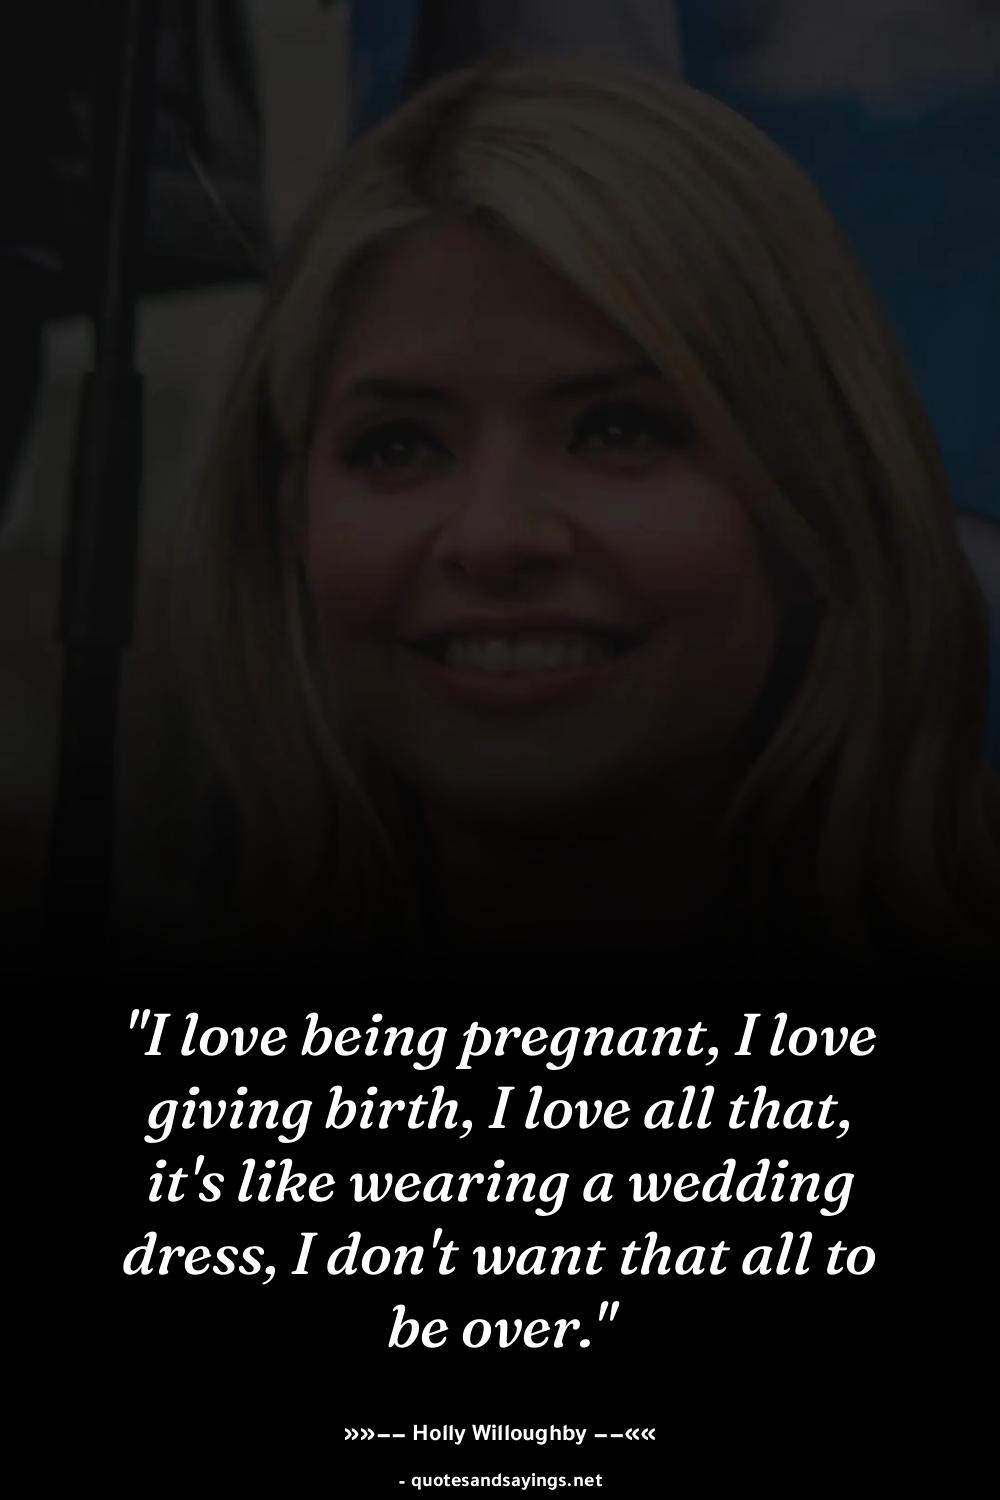 "I love being pregnant, I love
giving birth, I love all that,
it's like wearing a wedding
dress, I don't want that all to
be over."
»»–– Holly Willoughby ––««
- quotesandsayings.net